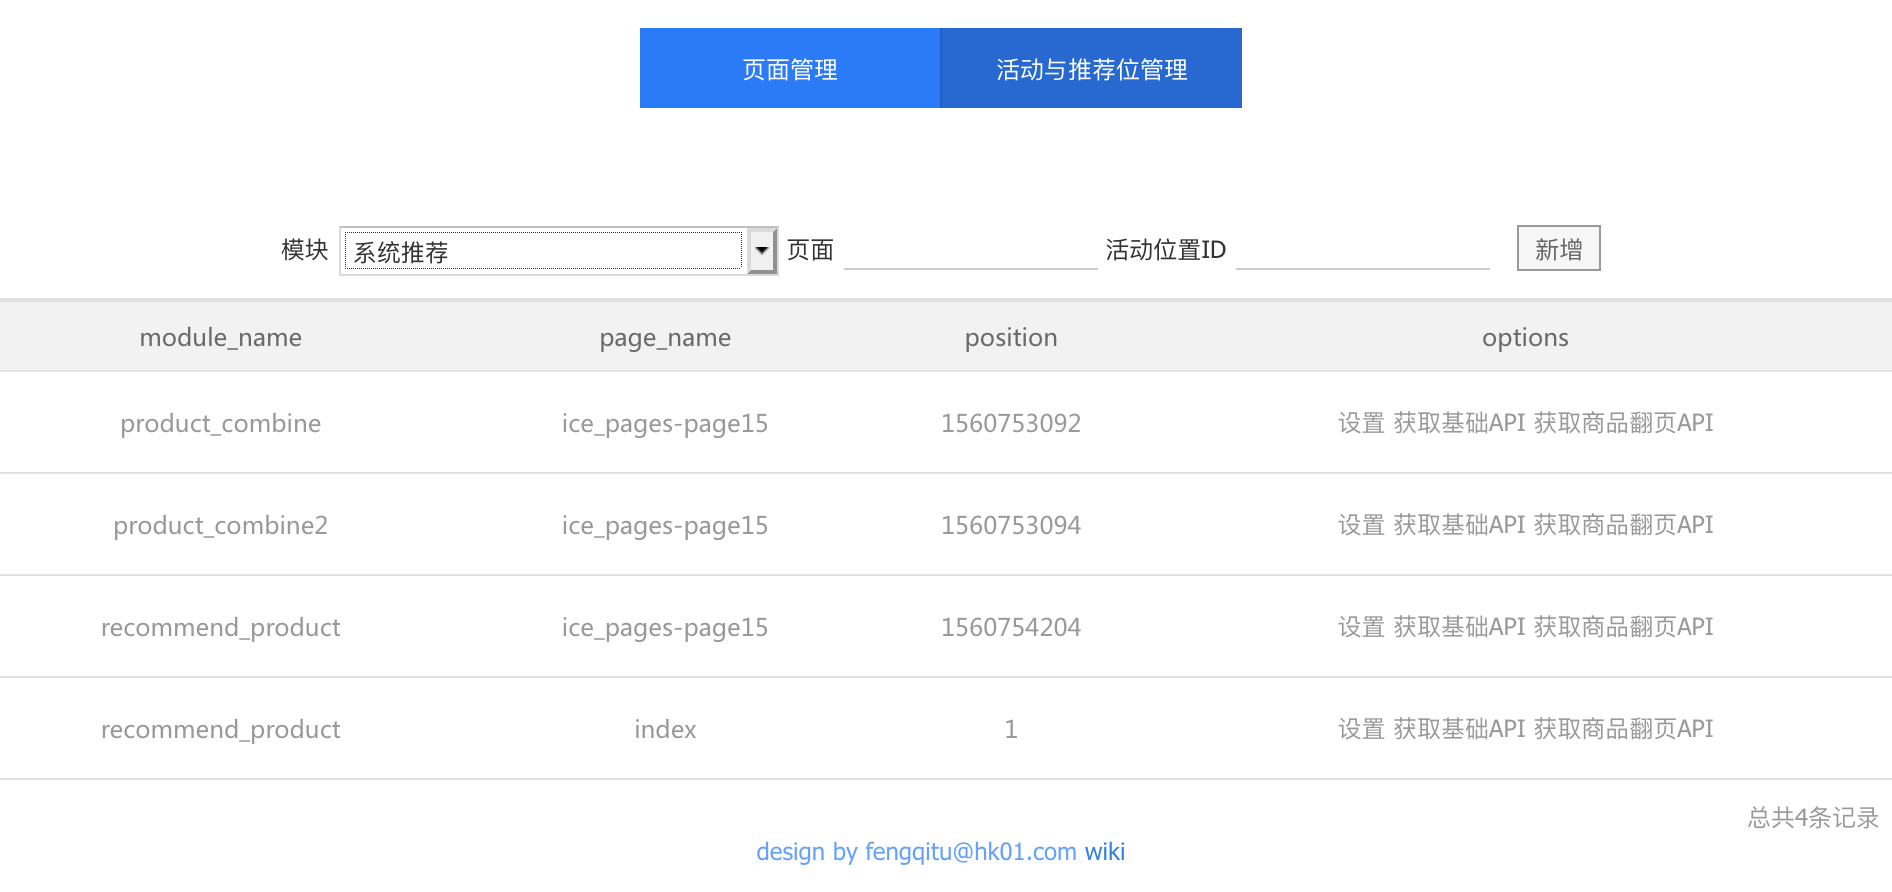 页面管理 活动与推荐位管理
模块 系统推荐 页面 活动位置ID 新增
module_name page_name position options
product_combine ice_pages-page15 1560753092 设置 获取基础API 获取商品翻页API
product_combine2 ice_pages-page15 1560753094 设置 获取基础API 获取商品翻页API
recommend_product ice_pages-page15 1560754204 设置 获取基础API 获取商品翻页API
recommend_product index 1 设置 获取基础API 获取商品翻页API
总共4条记录
design by fengqitu@hk01.com wiki